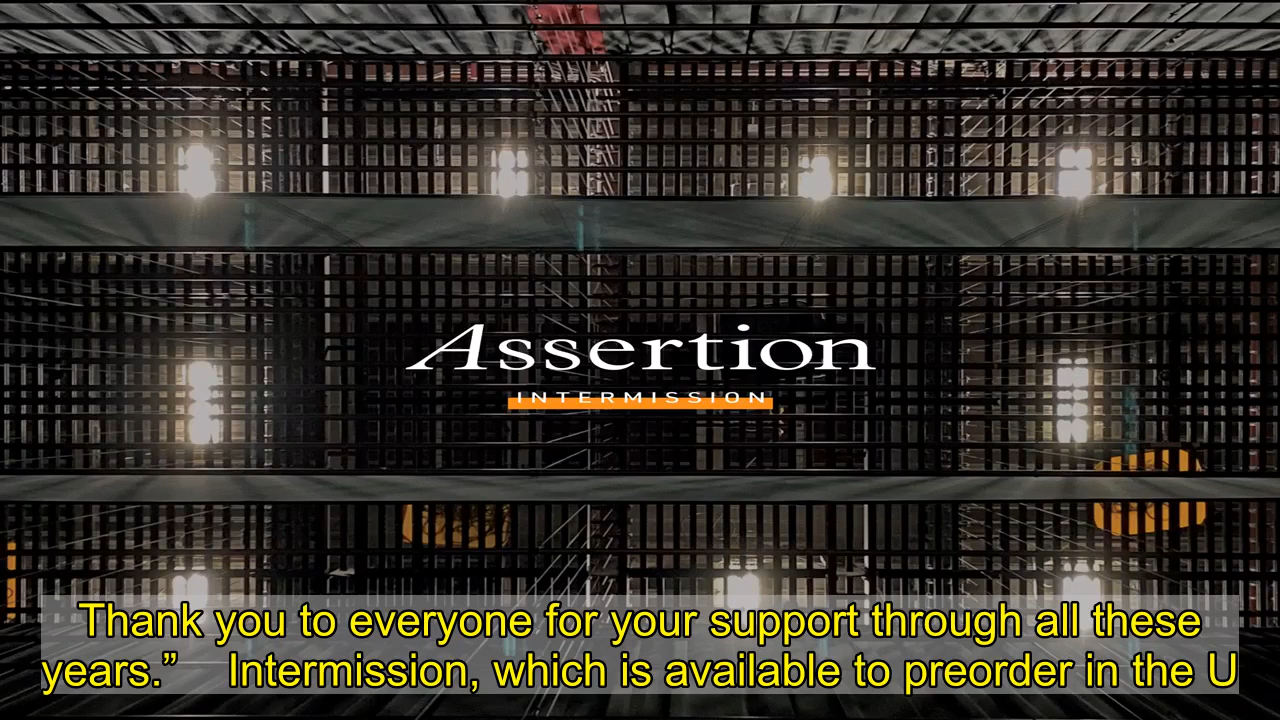 Assertion
INTERMISSION
Thank you to everyone for your support through all these
years.” Intermission, which is available to preorder in the U